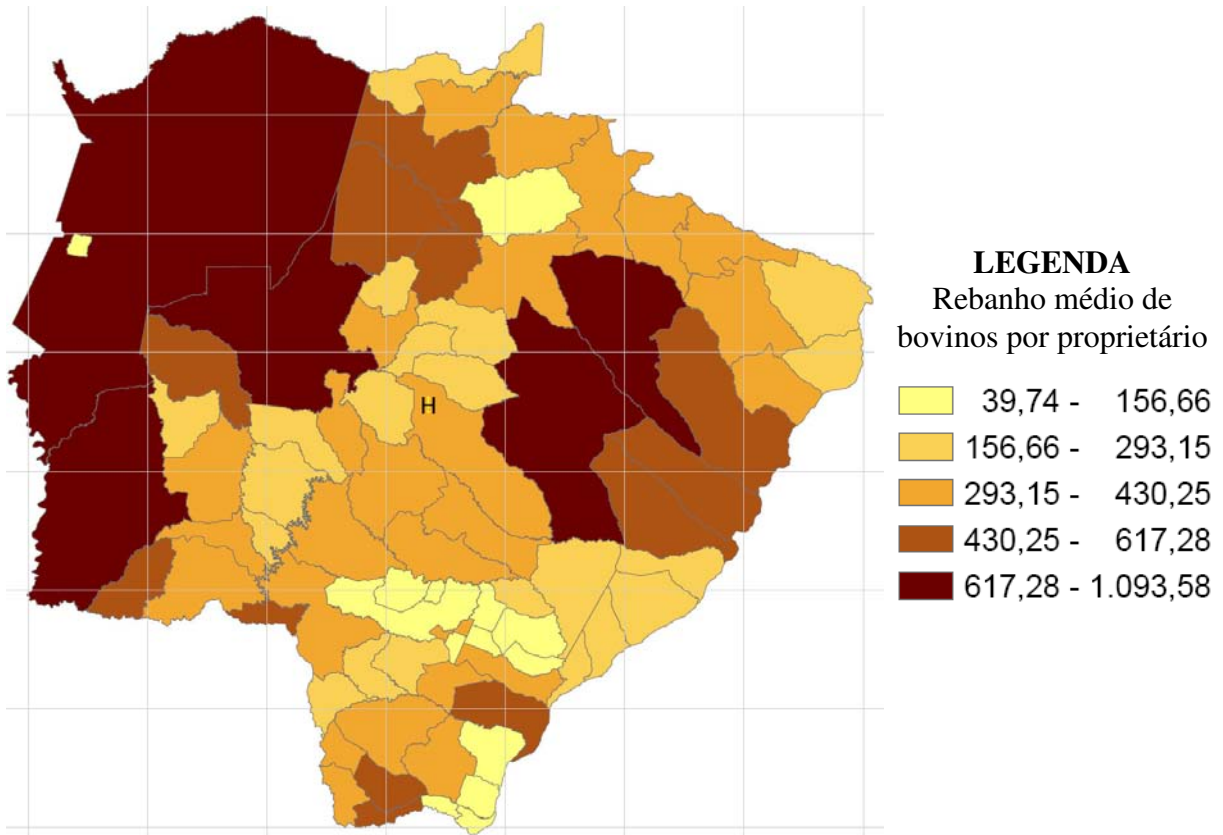 H
LEGENDA
Rebanho médio de
bovinos por proprietário
39,74 - 156,66
156,66 - 293,15
293,15 - 430,25
430,25 - 617,28
617,28 - 1.093,58